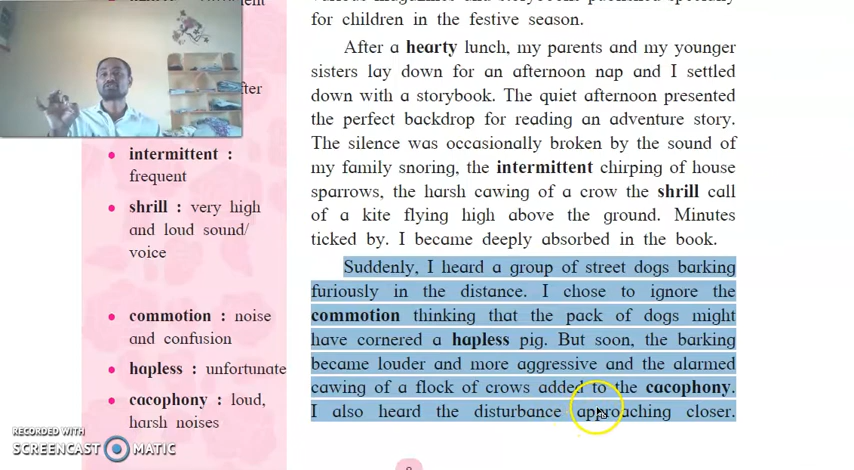 after
intermittent :
frequent
shrill : very high
and loud sound/
voice
commotion : noise
and confusion
hapless : unfortunate
cacophony : loud,
harsh noises
for children in the festive season.
After a hearty lunch, my parents and my younger
sisters lay down for an afternoon nap and I settled
down with a storybook. The quiet afternoon presented
the perfect backdrop for reading an adventure story.
The silence was occasionally broken by the sound of
my family snoring, the intermittent chirping of house
sparrows, the harsh cawing of a crow the shrill call
of a kite flying high above the ground. Minutes
ticked by. I became deeply absorbed in the book.
Suddenly, I heard a group of street dogs barking
furiously in the distance. I chose to ignore the
commotion thinking that the pack of dogs might
have cornered a hapless pig. But soon, the barking
became louder and more aggressive and the alarmed
cawing of a flock of crows added to the cacophony.
I also heard the disturbance approaching closer.
RECORDED WITH
SCREENCAST MATIC